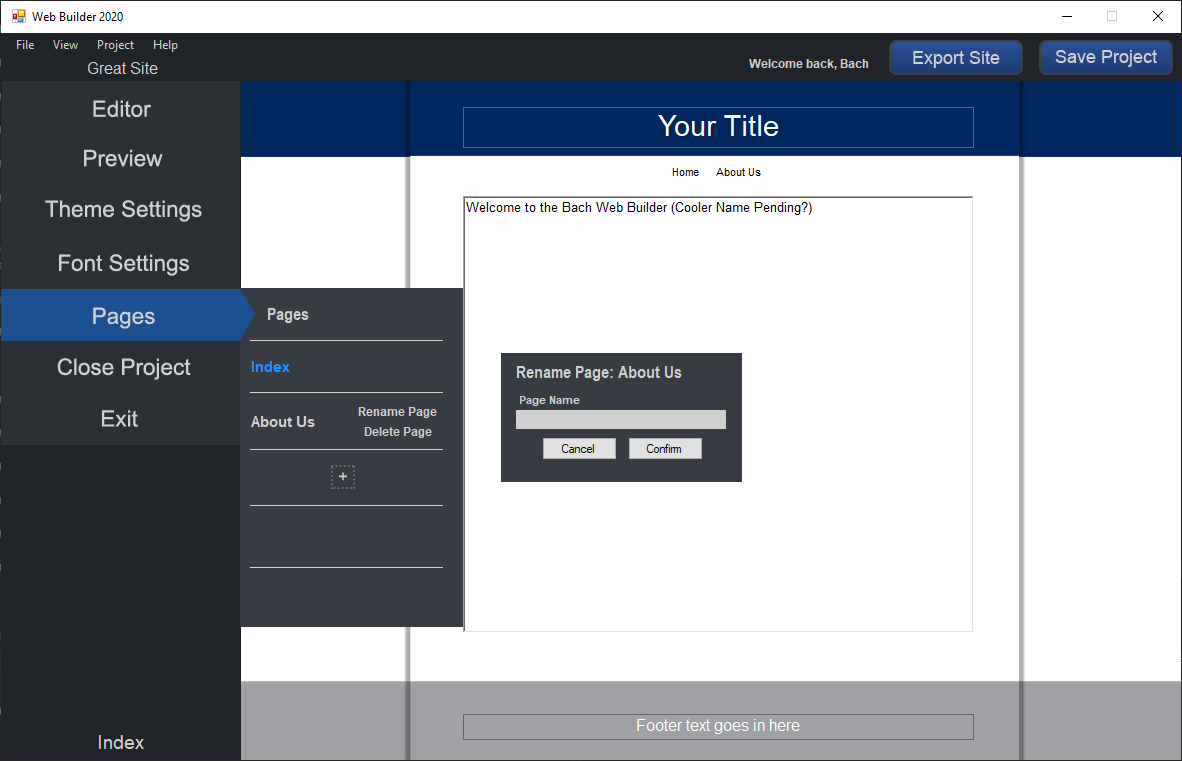 Web Builder 2020
File View Project Help
Great Site
Welcome back, Bach
Export Site
Save Project
Editor
Preview
Theme Settings
Font Settings
Pages
Close Project
Exit
Index
Pages
Index
About Us
Rename Page
Delete Page
+
Your Title
Home About Us
Welcome to the Bach Web Builder (Cooler Name Pending?)
Rename Page: About Us
Page Name
Cancel Confirm
Footer text goes in here